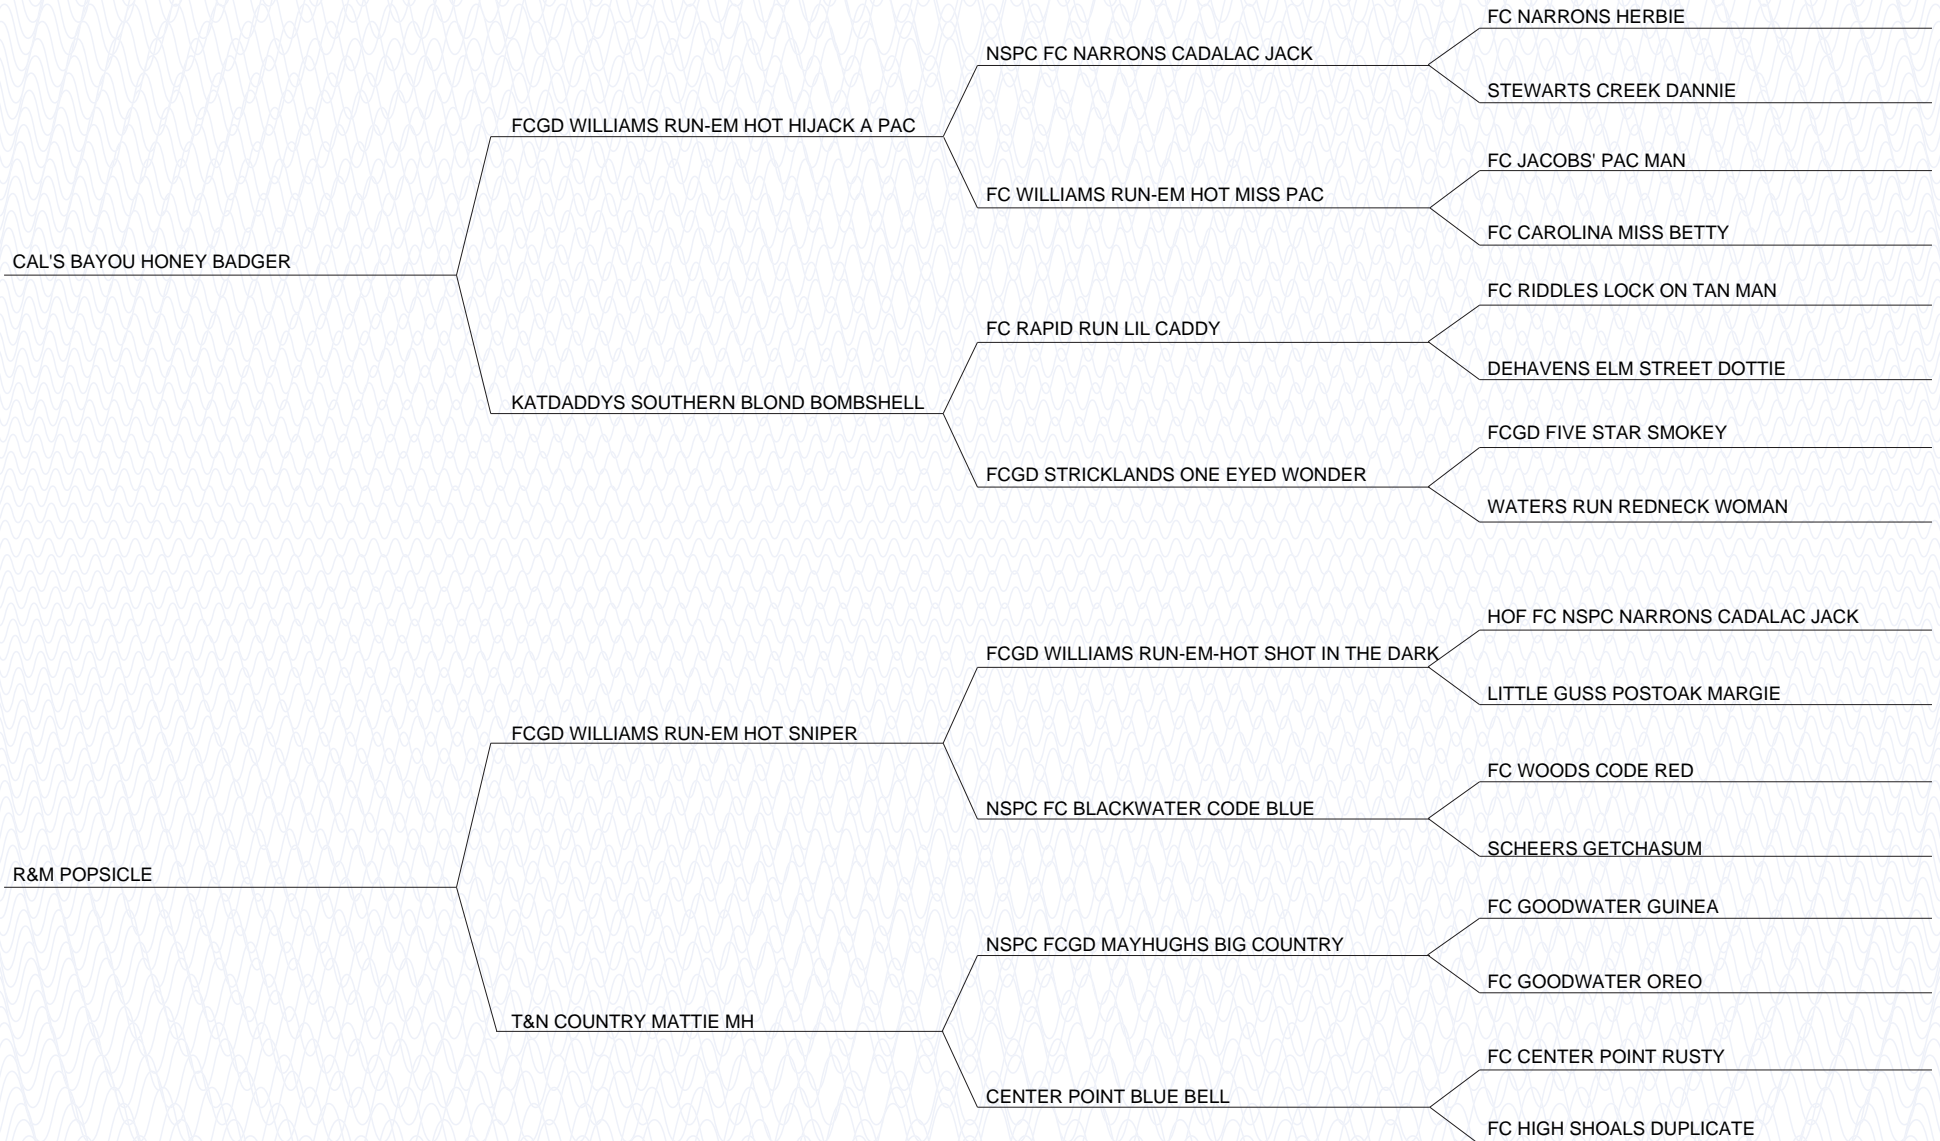 FC NARRONS HERBIE
NSPC FC NARRONS CADALAC JACK
STEWARTS CREEK DANNIE
FCGD WILLIAMS RUN-EM HOT HIJACK A PAC
FC JACOBS' PAC MAN
FC WILLIAMS RUN-EM HOT MISS PAC
FC CAROLINA MISS BETTY
CAL'S BAYOU HONEY BADGER
FC RIDDLES LOCK ON TAN MAN
FC RAPID RUN LIL CADDY
DEHAVENS ELM STREET DOTTIE
KATDADDYS SOUTHERN BLOND BOMBSHELL
FCGD FIVE STAR SMOKEY
FCGD STRICKLANDS ONE EYED WONDER
WATERS RUN REDNECK WOMAN
HOF FC NSPC NARRONS CADALAC JACK
FCGD WILLIAMS RUN-EM-HOT SHOT IN THE DARK
LITTLE GUSS POSTOAK MARGIE
FCGD WILLIAMS RUN-EM HOT SNIPER
FC WOODS CODE RED
NSPC FC BLACKWATER CODE BLUE
SCHEERS GETCHASUM
R&M POPSICLE
FC GOODWATER GUINEA
NSPC FCGD MAYHUGHS BIG COUNTRY
FC GOODWATER OREO
T&N COUNTRY MATTIE MH
FC CENTER POINT RUSTY
CENTER POINT BLUE BELL
FC HIGH SHOALS DUPLICATE